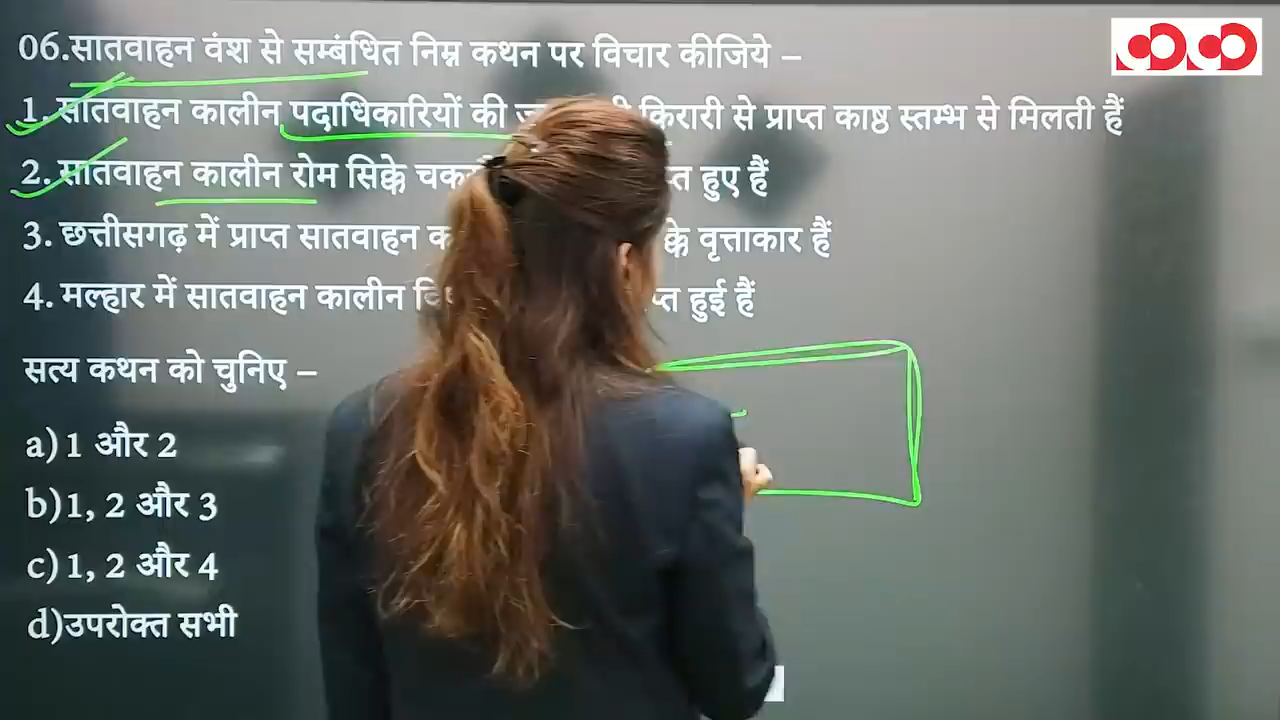 06.सातवाहन वंश से सम्बंधित निम्न कथन पर विचार कीजिये –
1. सातवाहन कालीन पदाधिकारियों की किरारी से प्राप्त काष्ठ स्तम्भ से मिलती हैं
2. सातवाहन कालीन रोम सिक्के हुए हैं
3. छत्तीसगढ़ में प्राप्त सातवाहन वृत्ताकार हैं
4. मल्हार में सातवाहन कालीन हुई हैं
सत्य कथन को चुनिए –
a) 1 और 2
b) 1, 2 और 3
c) 1, 2 और 4
d)उपरोक्त सभी